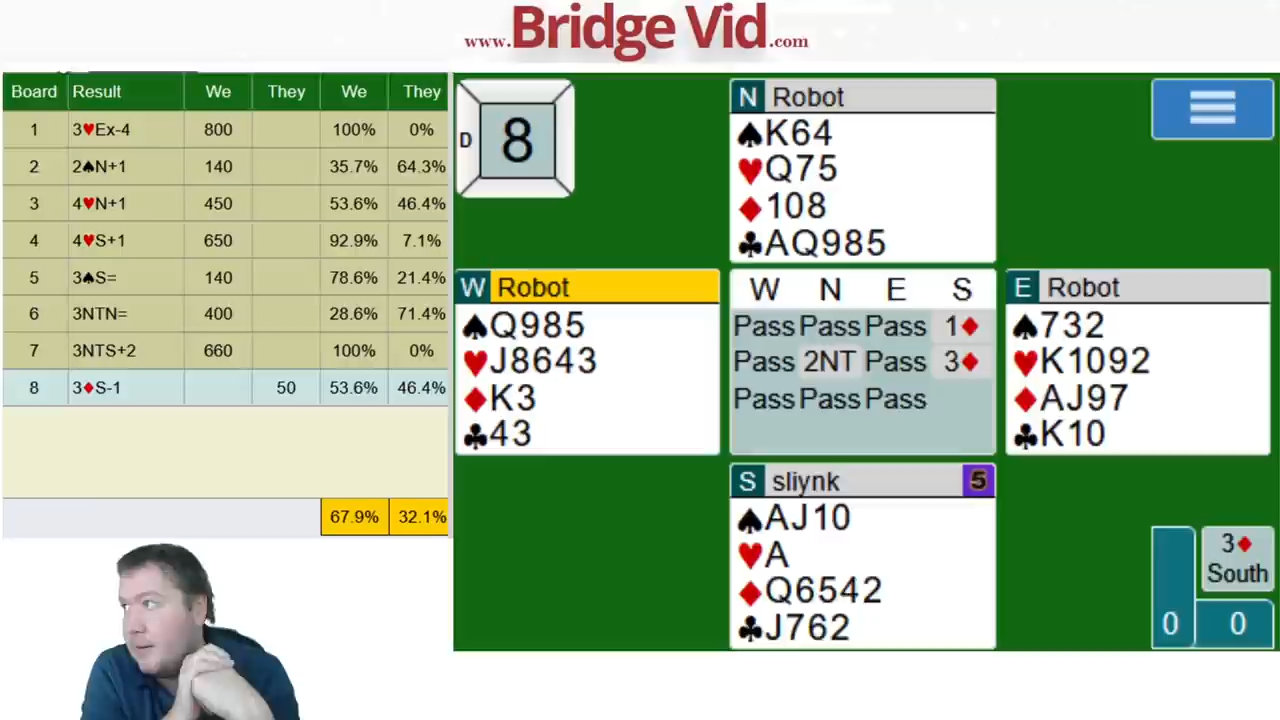 www.Bridge Vid.com
Board Result We They We They
1 3♥Ex-4 800 100% 0%
2 2♠N+1 140 35.7% 64.3%
3 4♥N+1 450 53.6% 46.4%
4 4♥S+1 650 92.9% 7.1%
5 3♠S= 140 78.6% 21.4%
6 3NTN= 400 28.6% 71.4%
7 3NTS+2 660 100% 0%
8 3♦S-1 50 53.6% 46.4%
67.9% 32.1%
D 8
N Robot
♠K64
♥Q75
♦108
♣AQ985
W Robot
♠Q985
♥J8643
♦K3
♣43
W N E S
Pass Pass Pass 1♦
Pass 2NT Pass 3♦
Pass Pass Pass
E Robot
♠732
♥K1092
♦AJ97
♣K10
S sliynk 5
♠AJ10
♥A
♦Q6542
♣J762
3♦
South
0 0